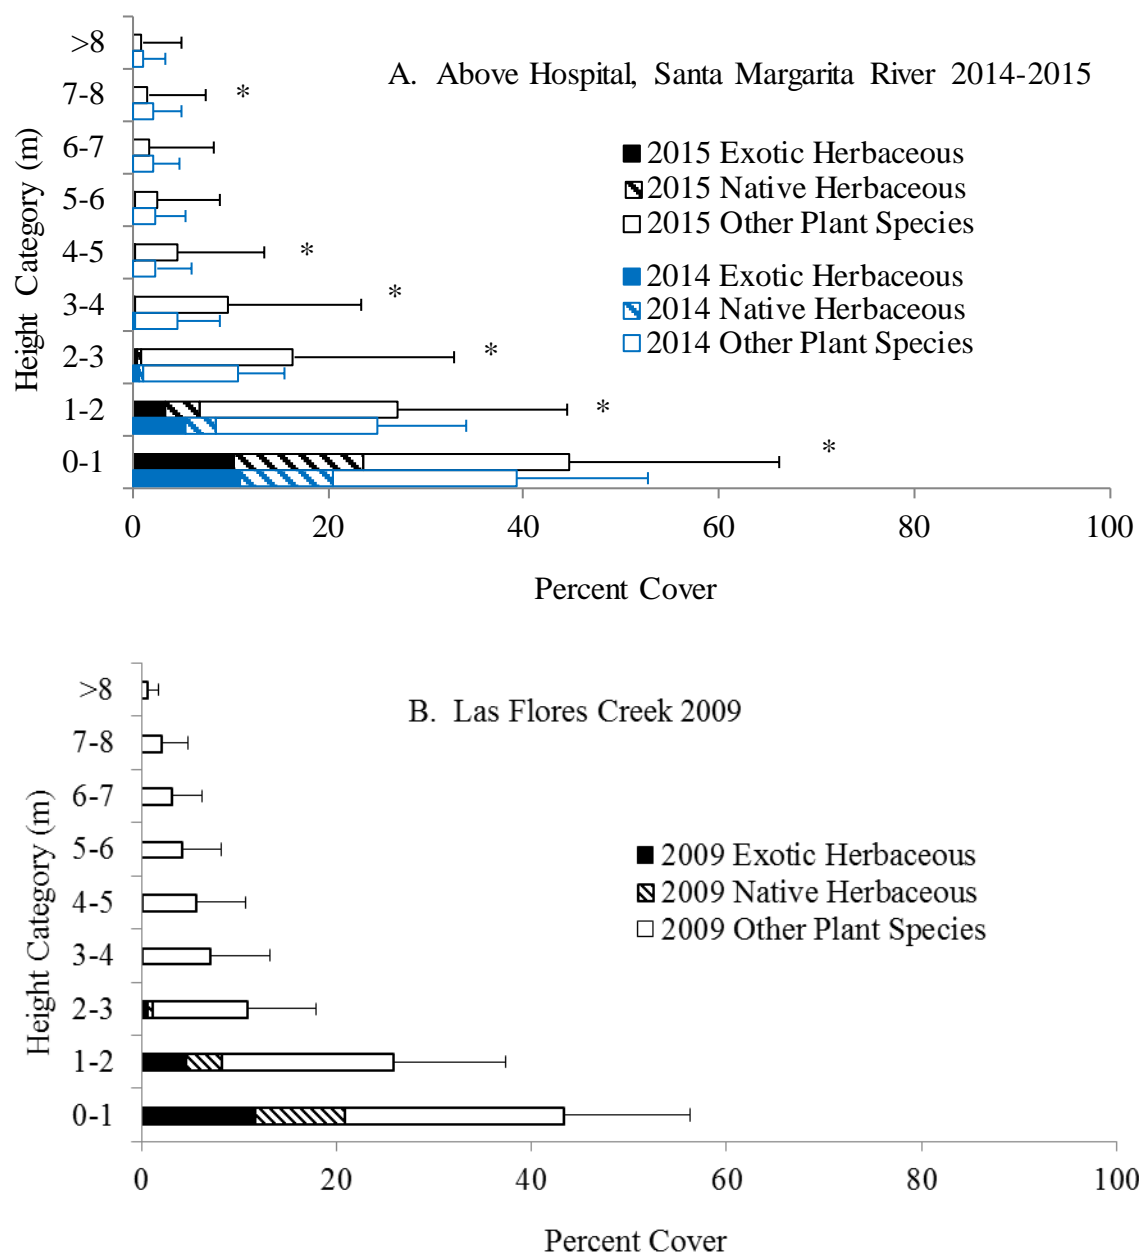 A. Above Hospital, Santa Margarita River 2014-2015
Height Category (m)
>8
7-8 *
6-7
5-6
4-5 *
3-4 *
2-3 *
1-2 *
0-1 *
2015 Exotic Herbaceous
2015 Native Herbaceous
2015 Other Plant Species
2014 Exotic Herbaceous
2014 Native Herbaceous
2014 Other Plant Species
0 20 40 60 80 100
Percent Cover
B. Las Flores Creek 2009
Height Category (m)
>8
7-8
6-7
5-6
4-5
3-4
2-3
1-2
0-1
2009 Exotic Herbaceous
2009 Native Herbaceous
2009 Other Plant Species
0 20 40 60 80 100
Percent Cover